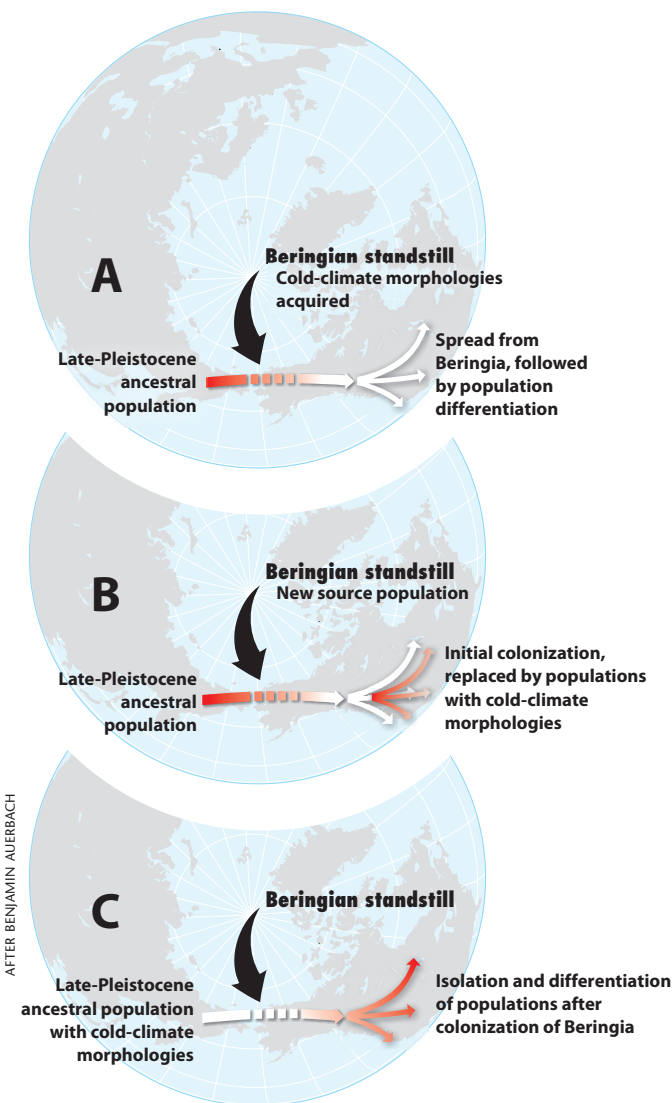 A
Beringian standstill
Cold-climate morphologies
acquired
Late-Pleistocene
ancestral
population
Spread from
Beringia, followed
by population
differentiation
B
Beringian standstill
New source population
Late-Pleistocene
ancestral
population
Initial colonization,
replaced by populations
with cold-climate
morphologies
C
Beringian standstill
Late-Pleistocene
ancestral population
with cold-climate
morphologies
Isolation and differentiation
of populations after
colonization of Beringia
AFTER BENJAMIN AUERBACH